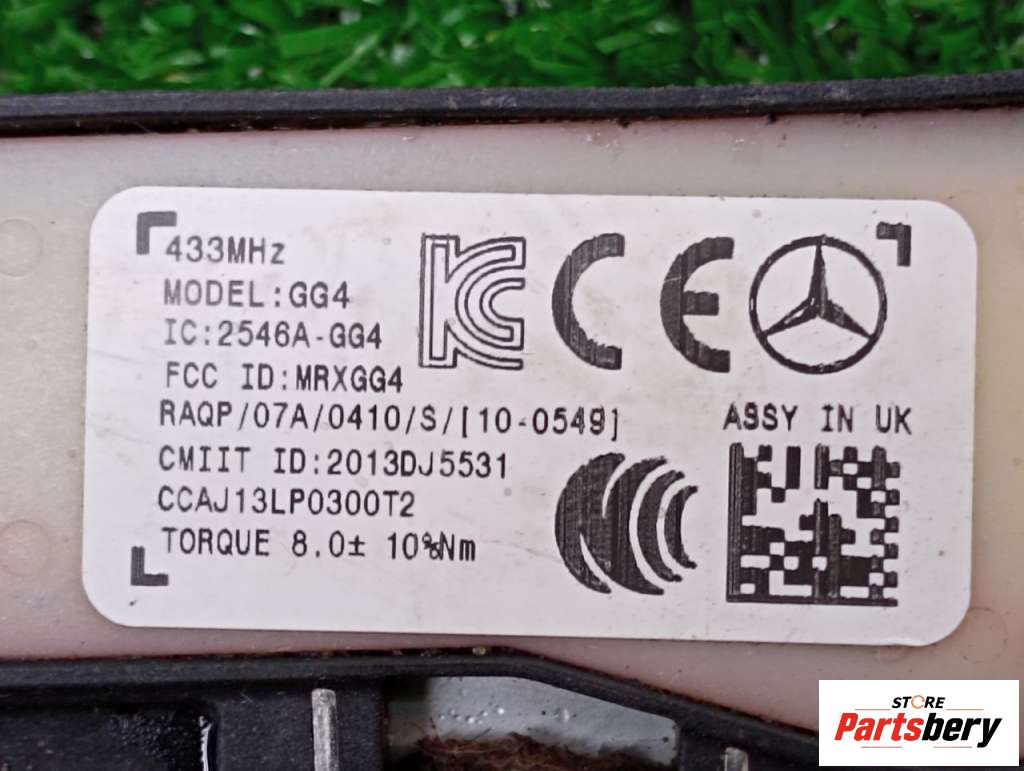 433MHz
MODEL:GG4
IC:2546A-GG4
FCC ID:MRXGG4
RAQP/07A/0410/S/[10-0549]
CMIIT ID:2013DJ5531
CCAJ13LP0300T2
TORQUE 8.0± 10%Nm
CE
ASSY IN UK
STORE
Partsbery